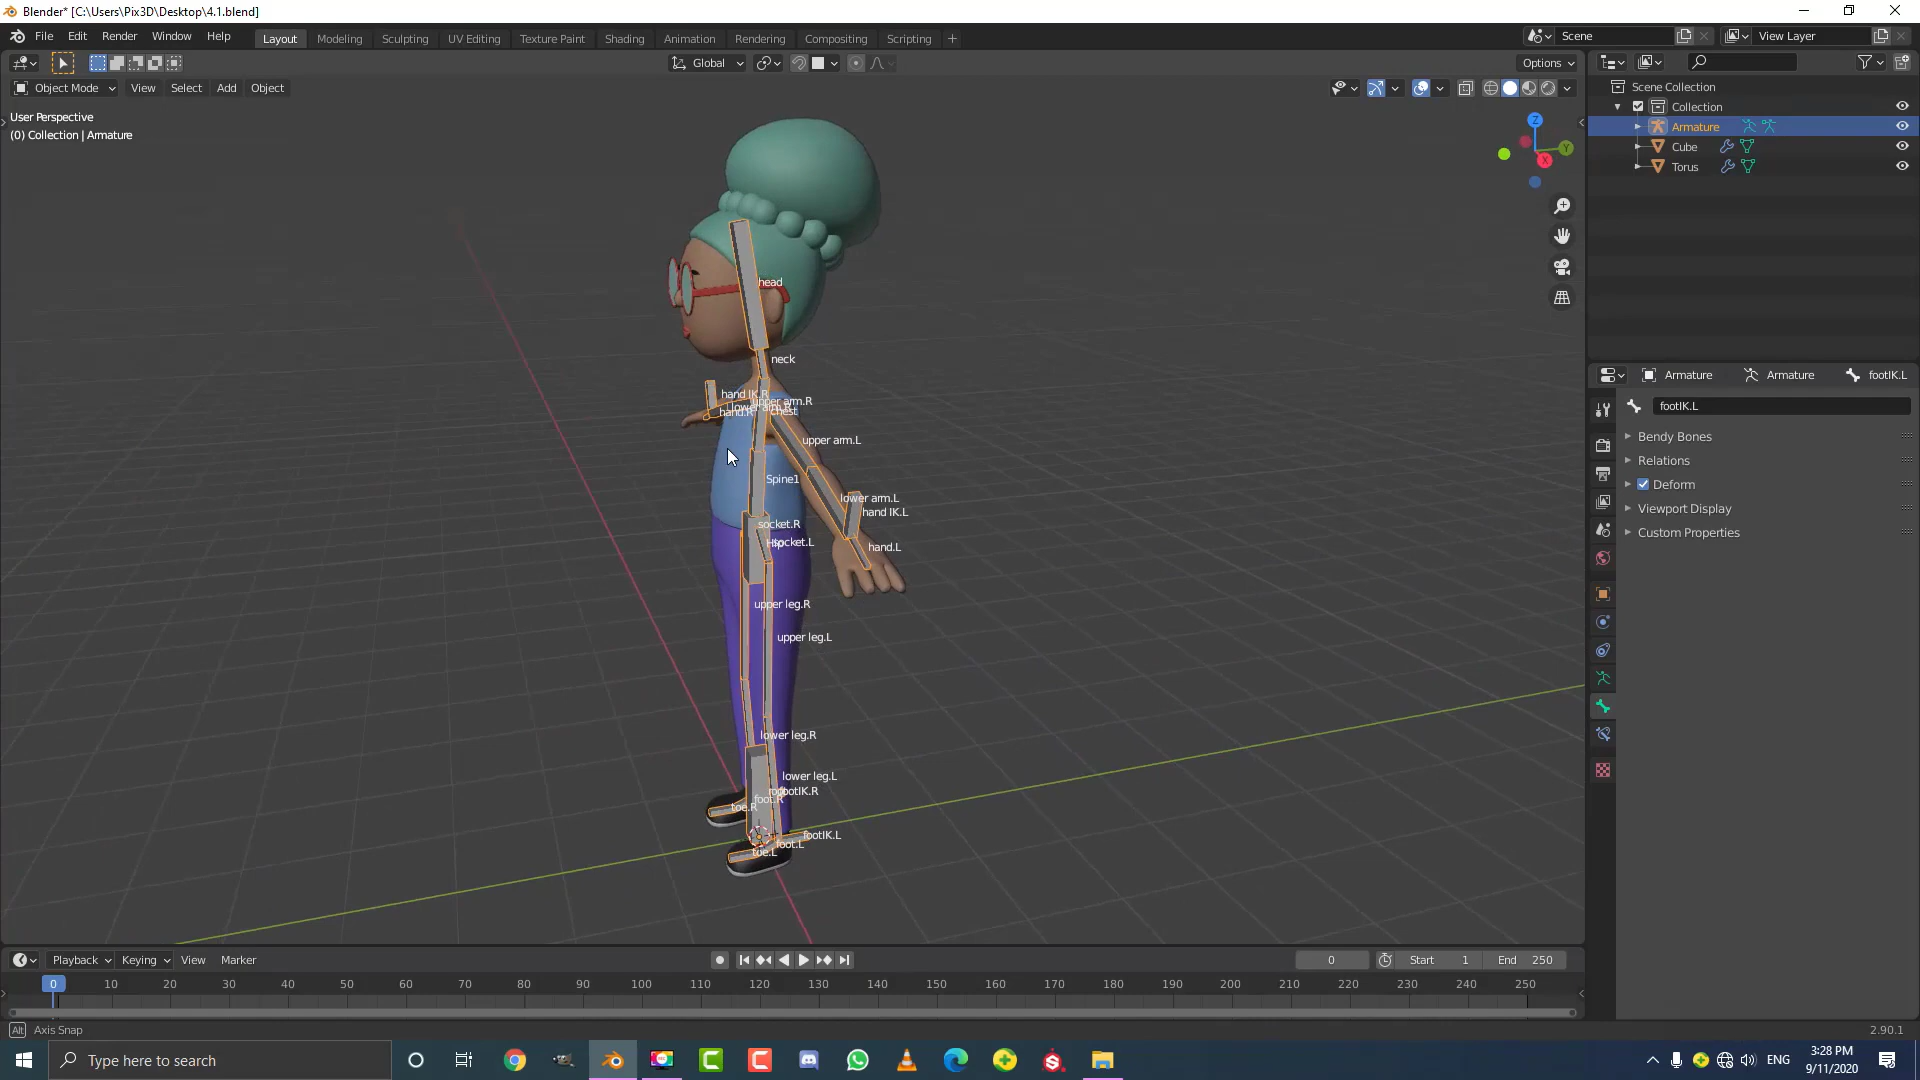 Blender* [C:\Users\Pix3D\Desktop\4.1.blend]
File Edit Render Window Help
Layout Modeling Sculpting UV Editing Texture Paint Shading Animation Rendering Compositing Scripting +
Scene
View Layer
Global
Options
Object Mode View Select Add Object
User Perspective
(0) Collection | Armature
Z
Y
X
Scene Collection
Collection
Armature
Cube
Torus
Armature Armature footIK.L
footIK.L
Bendy Bones
Relations
Deform
Viewport Display
Custom Properties
head
neck
hand IK.R
upper arm.R
lower arm.R
hand.R
chest
upper arm.L
Spine1
lower arm.L
hand IK.L
socket.R
Hip
socket.L
hand.L
upper leg.R
upper leg.L
lower leg.R
lower leg.L
footIK.R
foot.R
toe.R
footIK.L
foot.L
toe.L
Playback Keying View Marker
0 Start 1 End 250
0 10 20 30 40 50 60 70 80 90 100 110 120 130 140 150 160 170 180 190 200 210 220 230 240 250
Alt Axis Snap
2.90.1
Type here to search
ENG
3:28 PM
9/11/2020